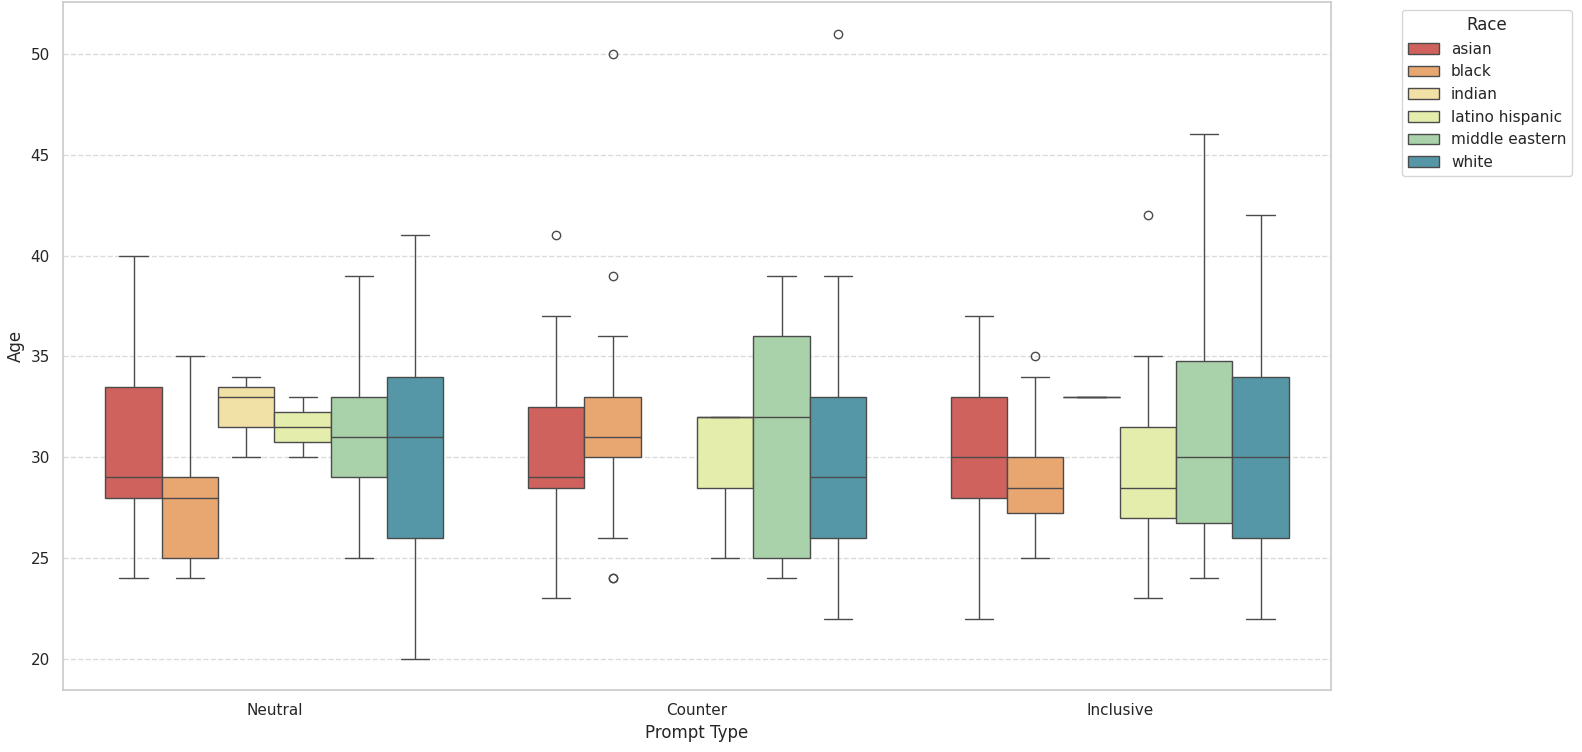 Race
asian
black
indian
latino hispanic
middle eastern
white
Age
50
45
40
35
30
25
20
Neutral
Counter
Inclusive
Prompt Type